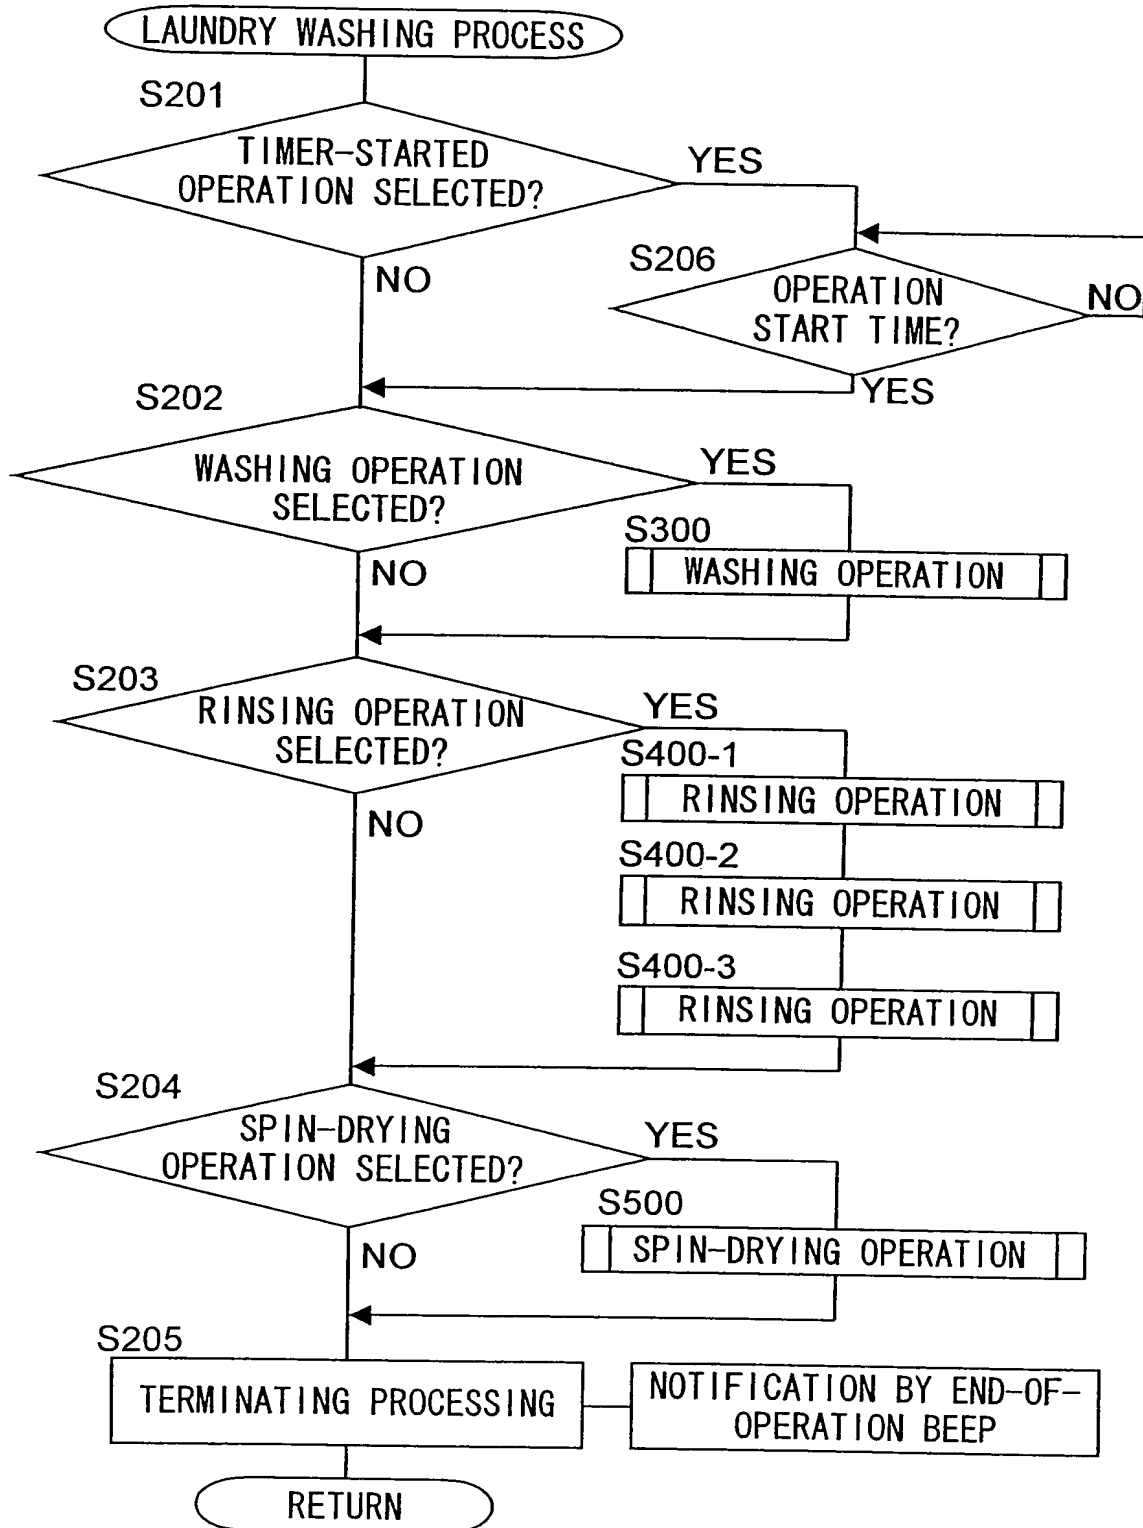 LAUNDRY WASHING PROCESS
S201
TIMER-STARTED
OPERATION SELECTED?
YES
NO
S206
OPERATION
START TIME?
NO
YES
S202
WASHING OPERATION
SELECTED?
YES
NO
S300
WASHING OPERATION
S203
RINSING OPERATION
SELECTED?
YES
NO
S400-1
RINSING OPERATION
S400-2
RINSING OPERATION
S400-3
RINSING OPERATION
S204
SPIN-DRYING
OPERATION SELECTED?
YES
NO
S500
SPIN-DRYING OPERATION
S205
TERMINATING PROCESSING
NOTIFICATION BY END-OF-
OPERATION BEEP
RETURN